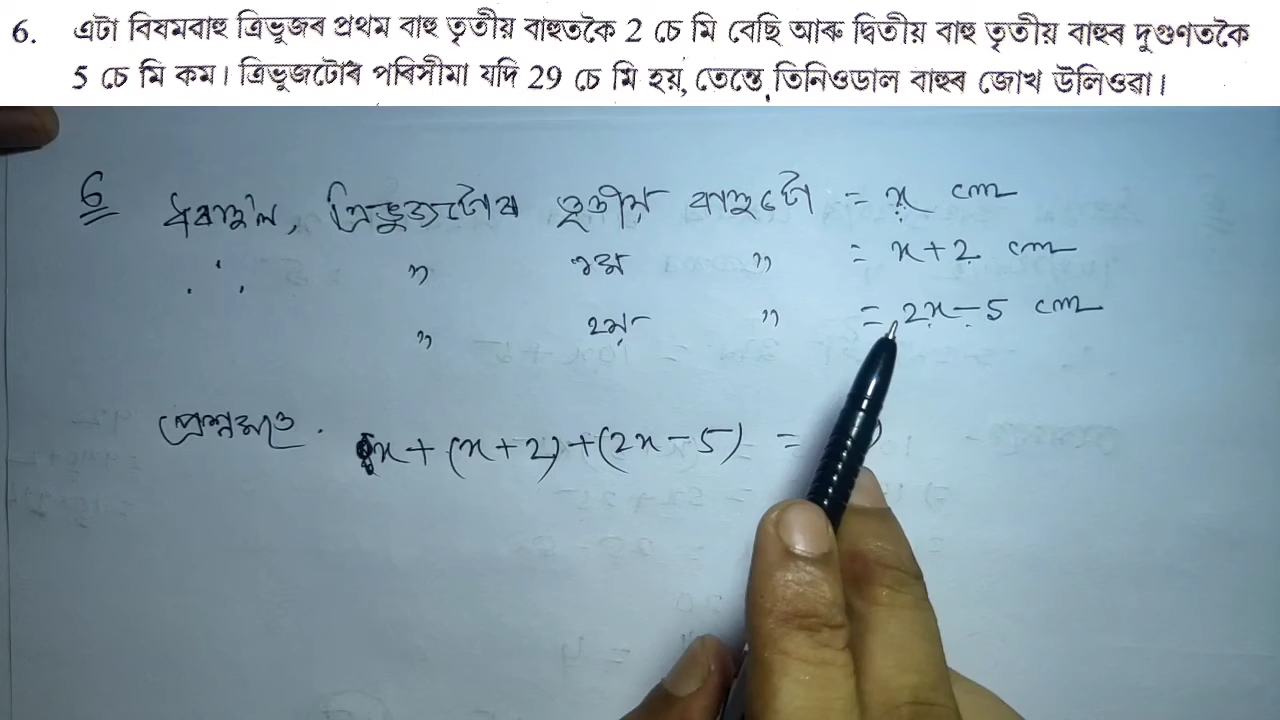 6. এটা বিষমবাহু ত্ৰিভূজৰ প্ৰথম বাহু তৃতীয় বাহুতকৈ 2 চে মি বেছি আৰু দ্বিতীয় বাহু তৃতীয় বাহুৰ দুগুণতকৈ
5 চে মি কম। ত্ৰিভূজটোৰ পৰিসীমা যদি 29 চে মি হয়, তেন্তে তিনিওডাল বাহুৰ জোখ উলিওৱা।
6 ধৰাহ'ল, ত্ৰিভুজটোৰ তৃতীয় বাহুটো = x cm
∴ " ১ম " = x+2 cm
" ২য় " = 2x-5 cm
প্ৰশ্নমতে. x+(x+2)+(2x-5) =